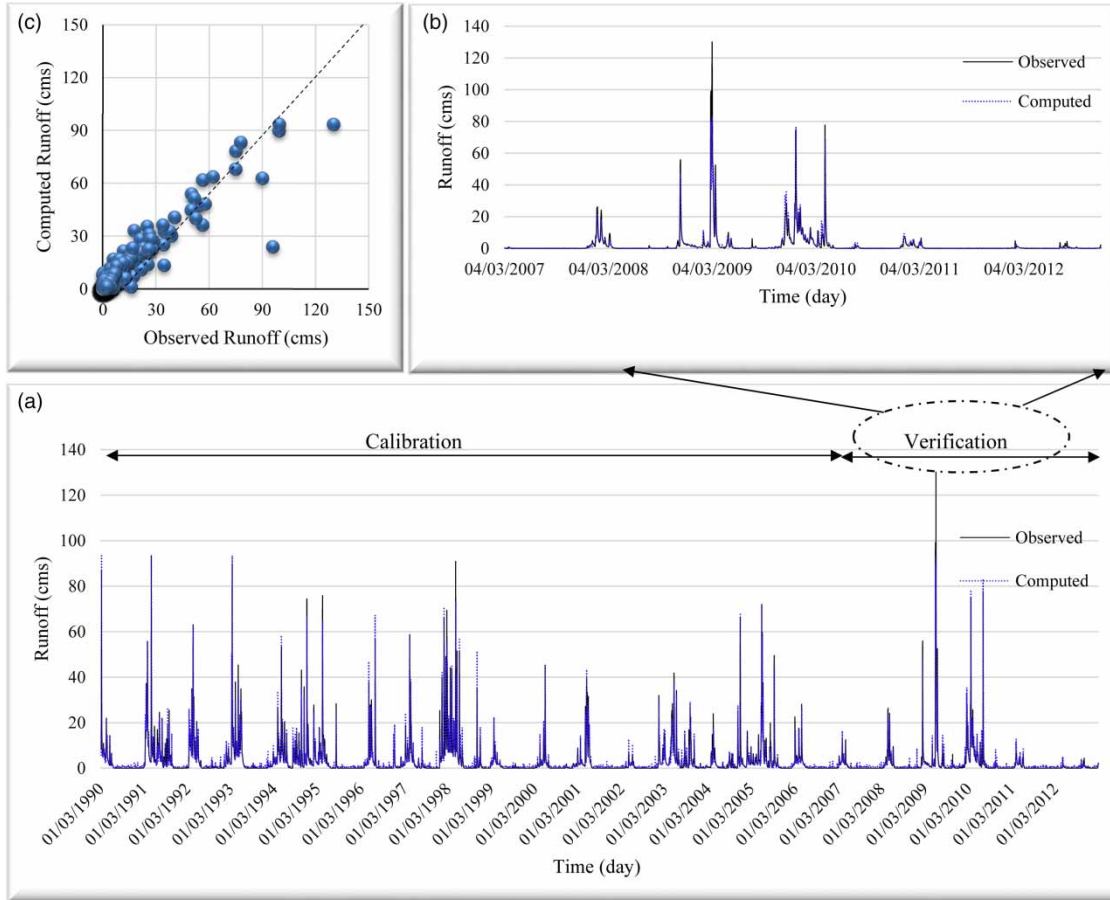 (c)
150
120
90
60
30
0
Computed Runoff (cms)
0 30 60 90 120 150
Observed Runoff (cms)
(b)
140
120
100
80
60
40
20
0
Runoff (cms)
Observed
Computed
04/03/2007 04/03/2008 04/03/2009 04/03/2010 04/03/2011 04/03/2012
Time (day)
(a)
Calibration
Verification
140
120
100
80
60
40
20
0
Runoff (cms)
Observed
Computed
01/03/1990 01/03/1991 01/03/1992 01/03/1993 01/03/1994 01/03/1995 01/03/1996 01/03/1997 01/03/1998 01/03/1999 01/03/2000 01/03/2001 01/03/2002 01/03/2003 01/03/2004 01/03/2005 01/03/2006 01/03/2007 01/03/2008 01/03/2009 01/03/2010 01/03/2011 01/03/2012
Time (day)